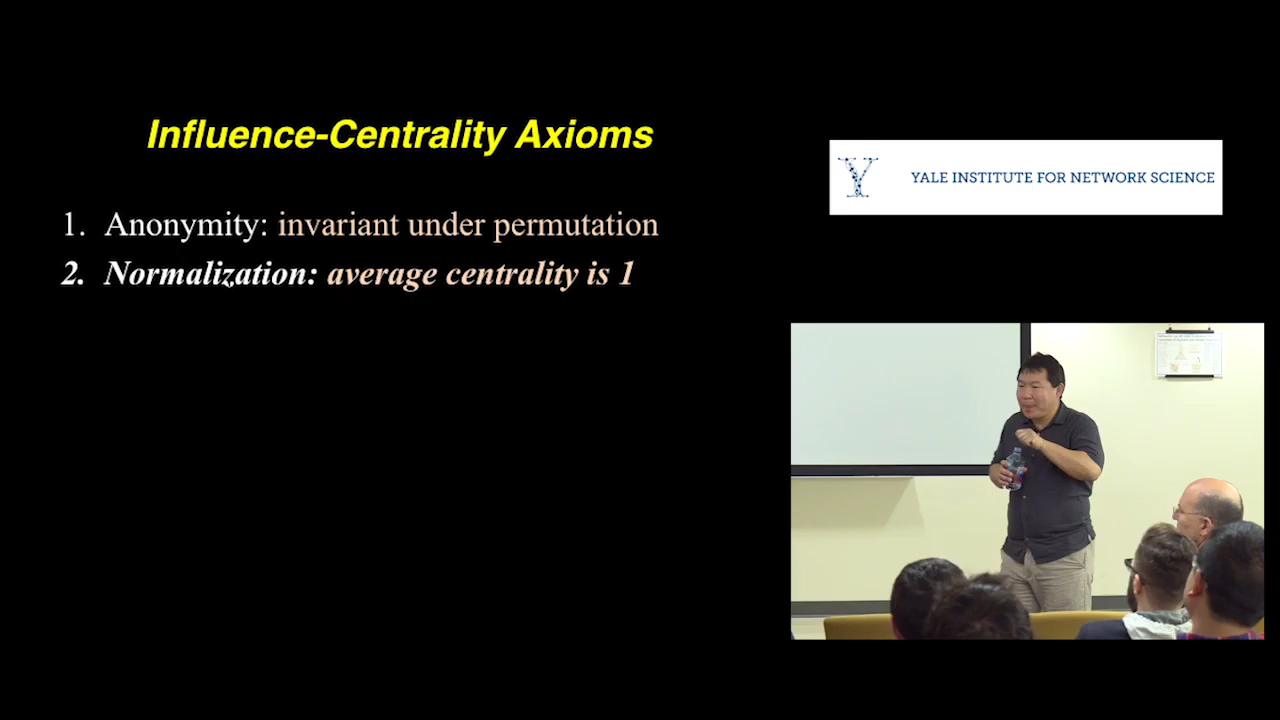 Influence-Centrality Axioms
1. Anonymity: invariant under permutation
2. Normalization: average centrality is 1
YALE INSTITUTE FOR NETWORK SCIENCE